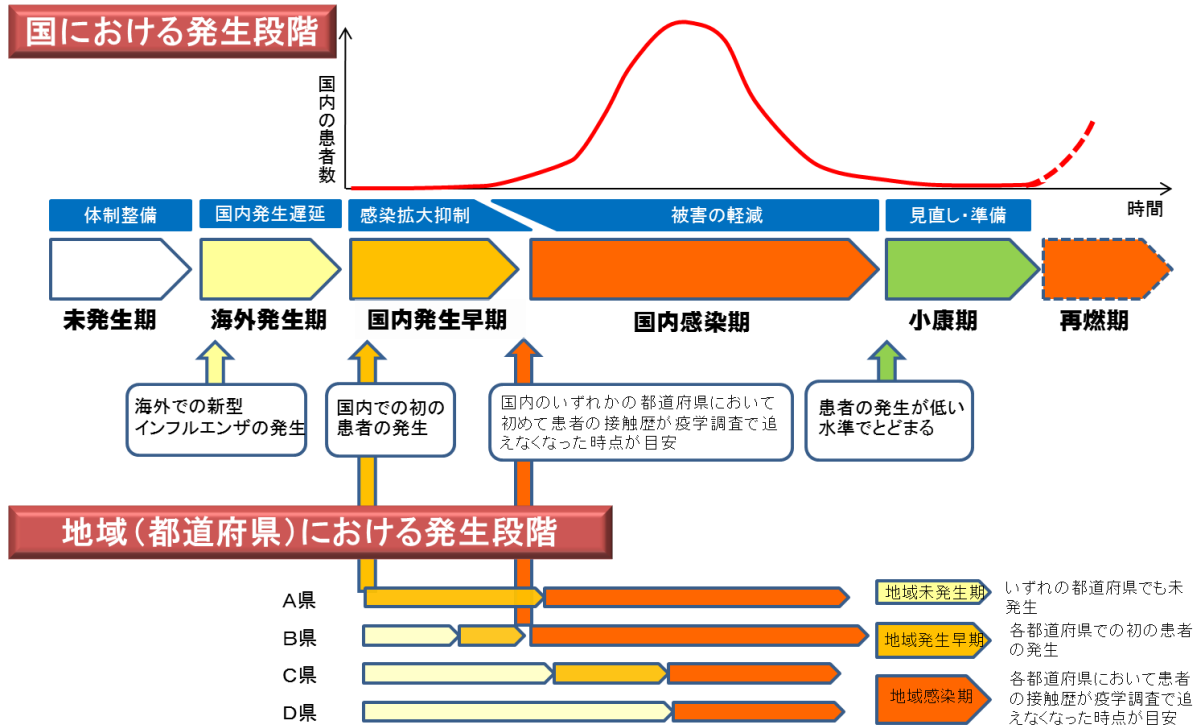 国における発生段階
国内の患者数
時間
体制整備
国内発生遅延
感染拡大抑制
被害の軽減
見直し・準備
未発生期
海外発生期
国内発生早期
国内感染期
小康期
再燃期
海外での新型
インフルエンザの発生
国内での初の
患者の発生
国内のいずれかの都道府県において
初めて患者の接触歴が疫学調査で追
えなくなった時点が目安
患者の発生が低い
水準でとどまる
地域（都道府県）における発生段階
A県
B県
C県
D県
地域未発生期
いずれの都道府県でも未
発生
地域発生早期
各都道府県での初の患者
の発生
地域感染期
各都道府県において患者
の接触歴が疫学調査で追
えなくなった時点が目安